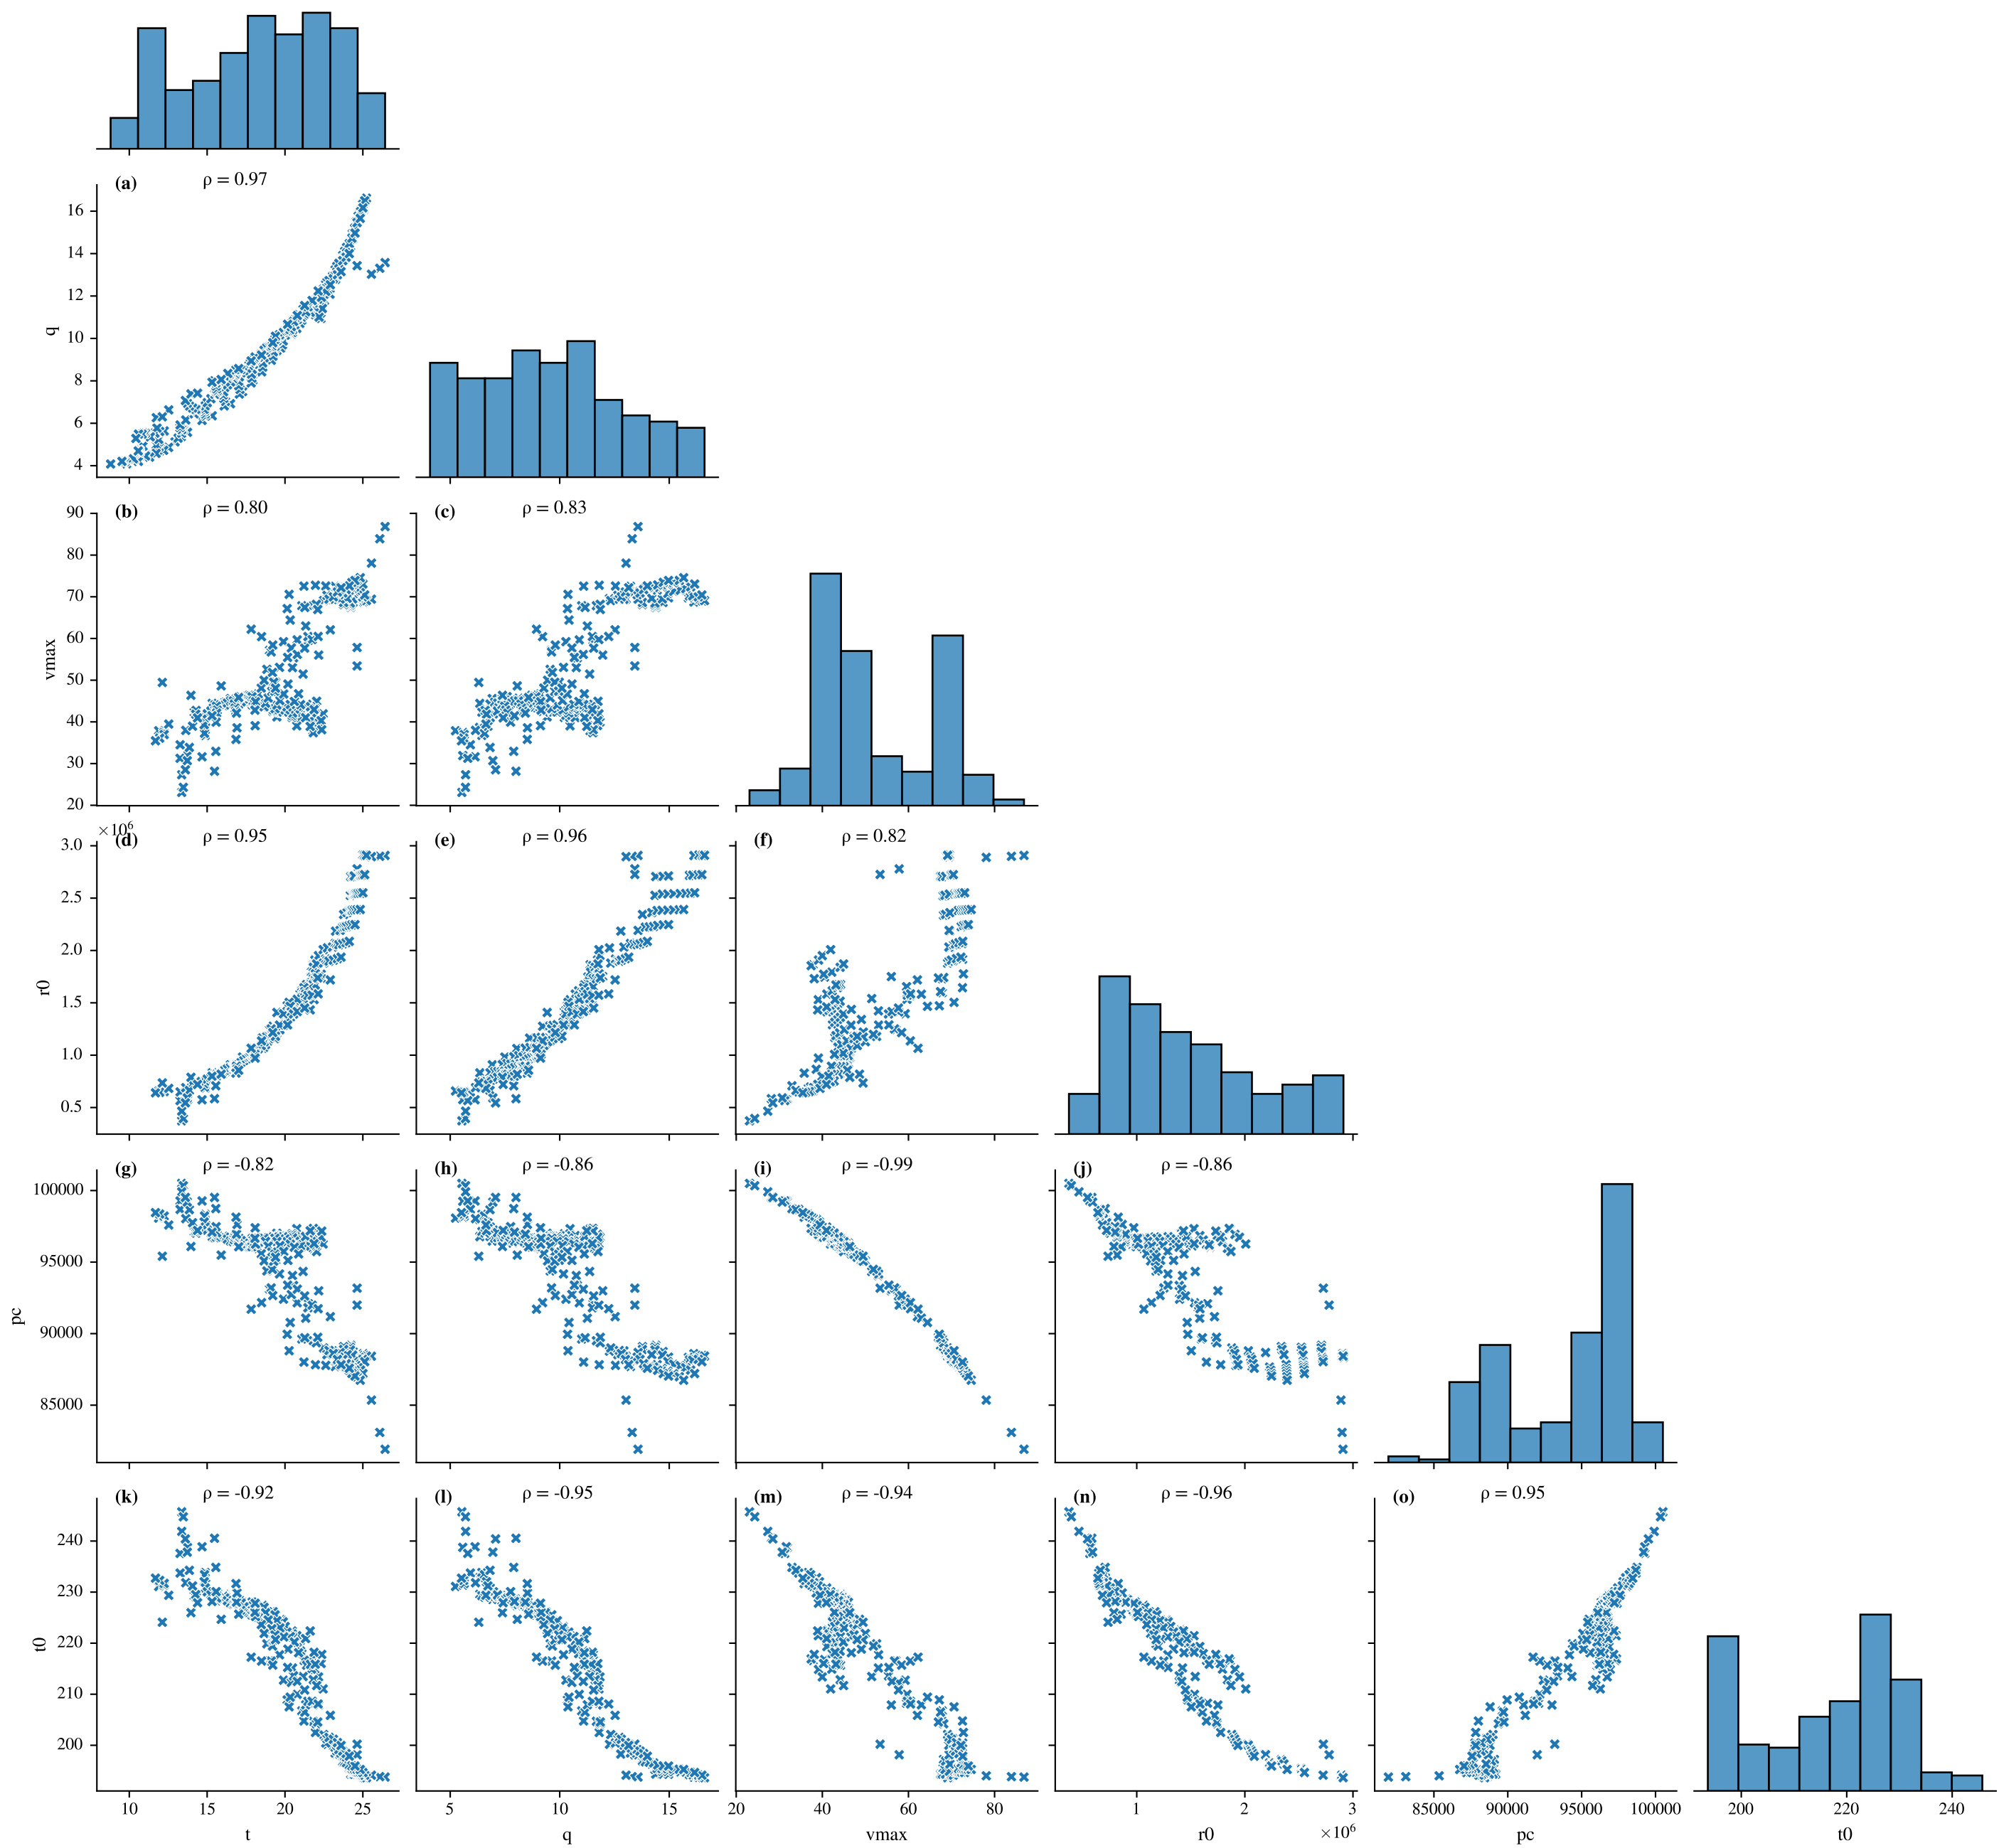 (a) ρ = 0.97
16
14
12
10
8
6
4
q
(b) ρ = 0.80
(c) ρ = 0.83
90
80
70
60
50
40
30
20
vmax
×10⁶
(d) ρ = 0.95
(e) ρ = 0.96
(f) ρ = 0.82
3.0
2.5
2.0
1.5
1.0
0.5
r0
(g) ρ = -0.82
(h) ρ = -0.86
(i) ρ = -0.99
(j) ρ = -0.86
100000
95000
90000
85000
pc
(k) ρ = -0.92
(l) ρ = -0.95
(m) ρ = -0.94
(n) ρ = -0.96
(o) ρ = 0.95
240
230
220
210
200
t0
10 15 20 25
5 10 15
20 40 60 80
1 2 3
85000 90000 95000 100000
200 220 240
×10⁶
t
q
vmax
r0
pc
t0